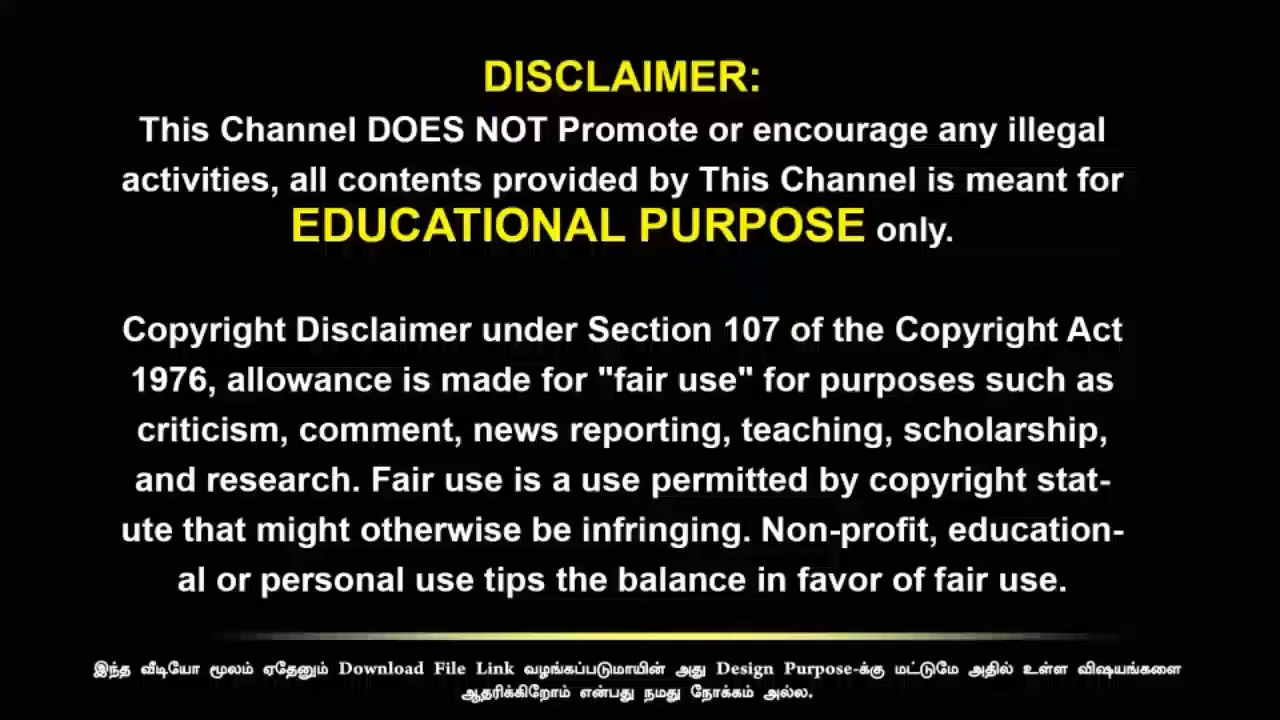 DISCLAIMER:
This Channel DOES NOT Promote or encourage any illegal
activities, all contents provided by This Channel is meant for
EDUCATIONAL PURPOSE only.
Copyright Disclaimer under Section 107 of the Copyright Act
1976, allowance is made for "fair use" for purposes such as
criticism, comment, news reporting, teaching, scholarship,
and research. Fair use is a use permitted by copyright stat-
ute that might otherwise be infringing. Non-profit, education-
al or personal use tips the balance in favor of fair use.
இந்த வீடியோ மூலம் ஏதேனும் Download File Link வழங்கப்படுமாயின் அது Design Purpose-க்கு மட்டுமே அதில் உள்ள விஷயங்களை
ஆதரிக்கிறோம் என்பது நமது நோக்கம் அல்ல.